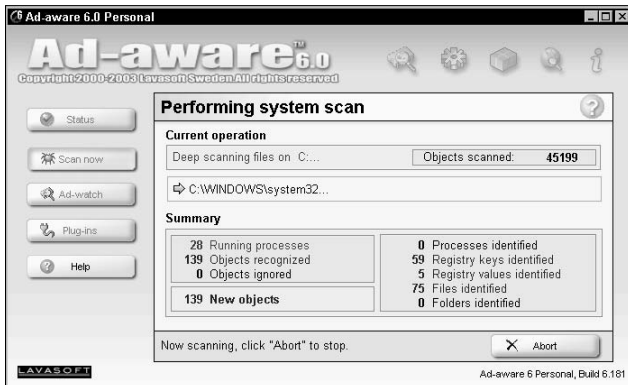 Ad-aware 6.0 Personal
Ad-aware™ 6.0
Copyright 2000-2003 Lavasoft Sweden All rights reserved
Status
Scan now
Ad-watch
Plug-ins
Help
Performing system scan
Current operation
Deep scanning files on C:...
Objects scanned: 45199
C:\WINDOWS\system32...
Summary
28 Running processes
139 Objects recognized
0 Objects ignored
139 New objects
0 Processes identified
59 Registry keys identified
5 Registry values identified
75 Files identified
0 Folders identified
Now scanning, click "Abort" to stop.
Abort
LAVASOFT
Ad-aware 6 Personal, Build 6.181